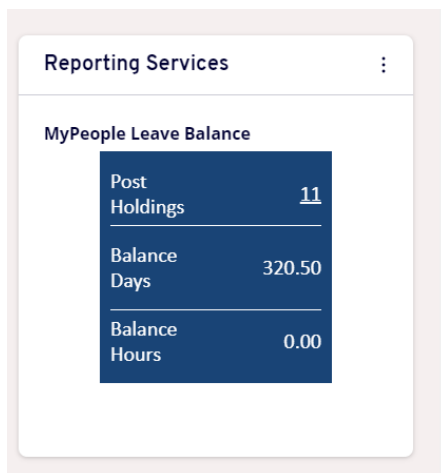 Reporting Services
MyPeople Leave Balance
Post
Holdings 11
Balance
Days 320.50
Balance
Hours 0.00